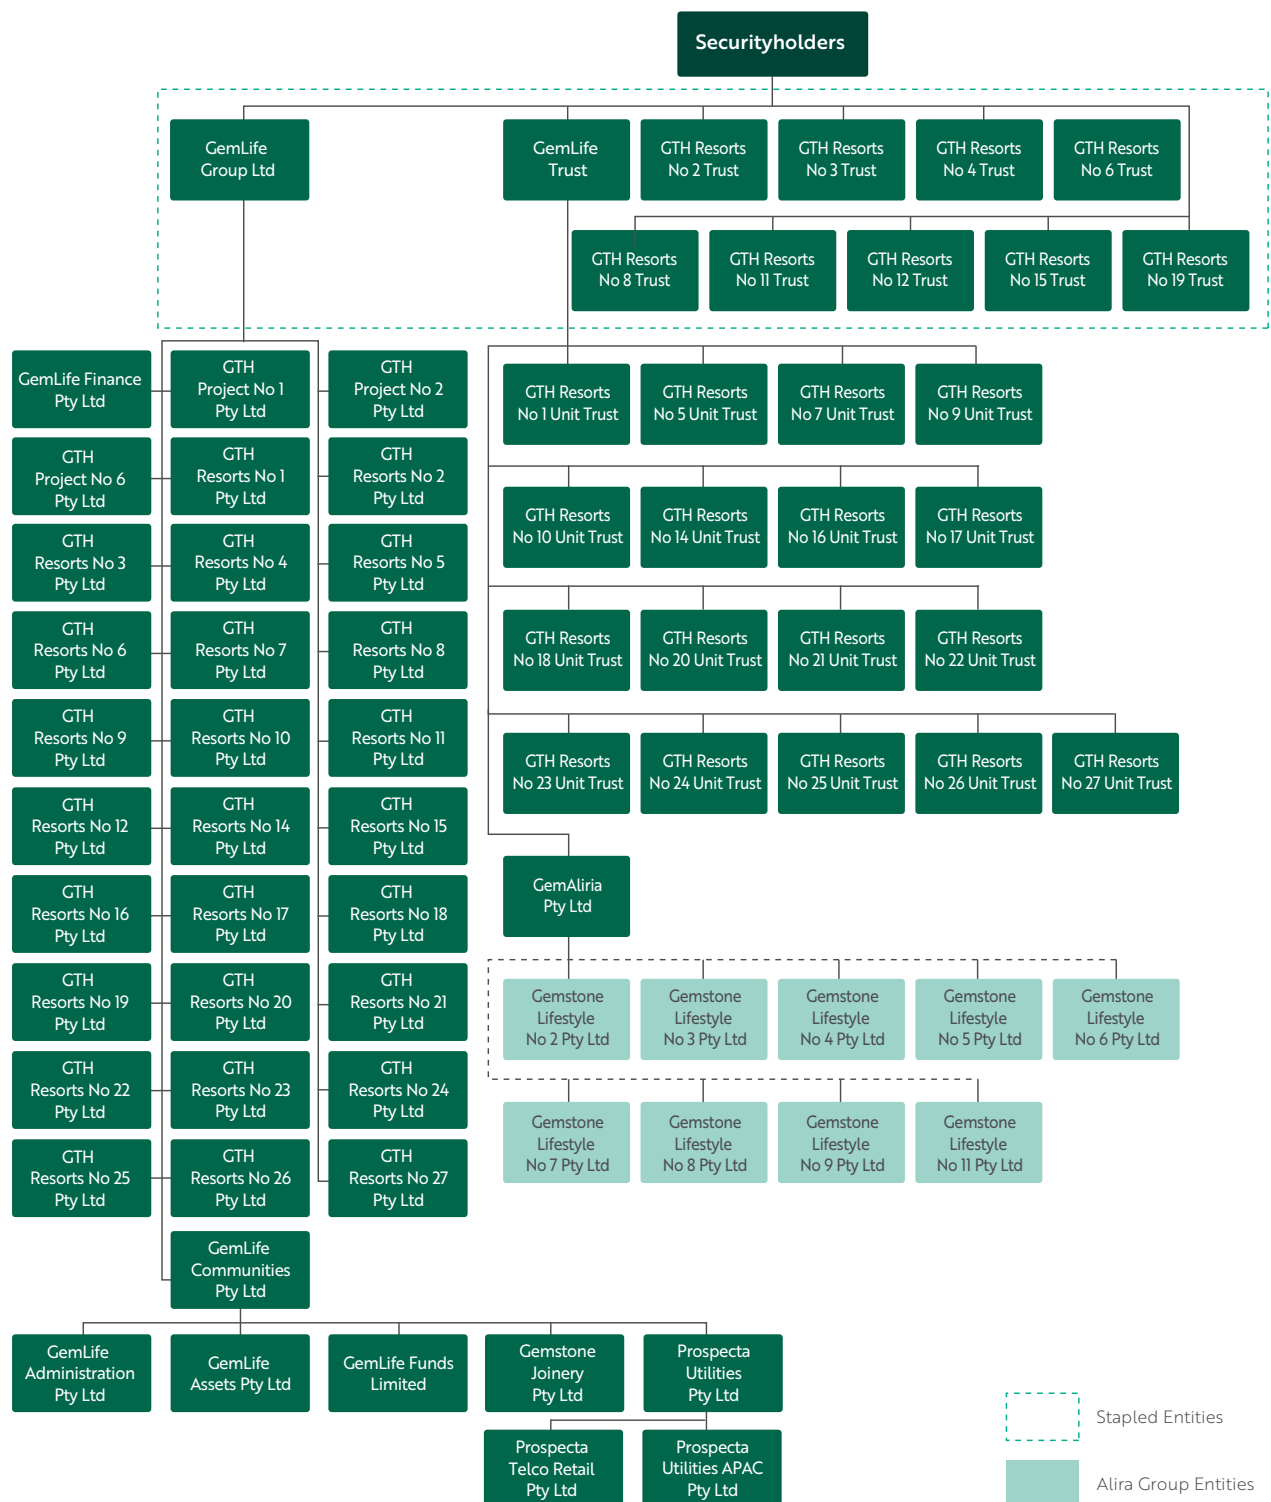 Securityholders
GemLife
Group Ltd
GemLife
Trust
GTH Resorts
No 2 Trust
GTH Resorts
No 3 Trust
GTH Resorts
No 4 Trust
GTH Resorts
No 6 Trust
GTH Resorts
No 8 Trust
GTH Resorts
No 11 Trust
GTH Resorts
No 12 Trust
GTH Resorts
No 15 Trust
GTH Resorts
No 19 Trust
GemLife Finance
Pty Ltd
GTH
Project No 1
Pty Ltd
GTH
Project No 2
Pty Ltd
GTH
Project No 6
Pty Ltd
GTH
Resorts No 1
Pty Ltd
GTH
Resorts No 2
Pty Ltd
GTH
Resorts No 3
Pty Ltd
GTH
Resorts No 4
Pty Ltd
GTH
Resorts No 5
Pty Ltd
GTH
Resorts No 6
Pty Ltd
GTH
Resorts No 7
Pty Ltd
GTH
Resorts No 8
Pty Ltd
GTH
Resorts No 9
Pty Ltd
GTH
Resorts No 10
Pty Ltd
GTH
Resorts No 11
Pty Ltd
GTH
Resorts No 12
Pty Ltd
GTH
Resorts No 14
Pty Ltd
GTH
Resorts No 15
Pty Ltd
GTH
Resorts No 16
Pty Ltd
GTH
Resorts No 17
Pty Ltd
GTH
Resorts No 18
Pty Ltd
GTH
Resorts No 19
Pty Ltd
GTH
Resorts No 20
Pty Ltd
GTH
Resorts No 21
Pty Ltd
GTH
Resorts No 22
Pty Ltd
GTH
Resorts No 23
Pty Ltd
GTH
Resorts No 24
Pty Ltd
GTH
Resorts No 25
Pty Ltd
GTH
Resorts No 26
Pty Ltd
GTH
Resorts No 27
Pty Ltd
GemLife
Communities
Pty Ltd
GemLife
Administration
Pty Ltd
GemLife
Assets Pty Ltd
GemLife Funds
Limited
Gemstone
Joinery
Pty Ltd
Prospecta
Utilities
Pty Ltd
Prospecta
Telco Retail
Pty Ltd
Prospecta
Utilities APAC
Pty Ltd
GTH Resorts
No 1 Unit Trust
GTH Resorts
No 5 Unit Trust
GTH Resorts
No 7 Unit Trust
GTH Resorts
No 9 Unit Trust
GTH Resorts
No 10 Unit Trust
GTH Resorts
No 14 Unit Trust
GTH Resorts
No 16 Unit Trust
GTH Resorts
No 17 Unit Trust
GTH Resorts
No 18 Unit Trust
GTH Resorts
No 20 Unit Trust
GTH Resorts
No 21 Unit Trust
GTH Resorts
No 22 Unit Trust
GTH Resorts
No 23 Unit Trust
GTH Resorts
No 24 Unit Trust
GTH Resorts
No 25 Unit Trust
GTH Resorts
No 26 Unit Trust
GTH Resorts
No 27 Unit Trust
GemAliria
Pty Ltd
Gemstone
Lifestyle
No 2 Pty Ltd
Gemstone
Lifestyle
No 3 Pty Ltd
Gemstone
Lifestyle
No 4 Pty Ltd
Gemstone
Lifestyle
No 5 Pty Ltd
Gemstone
Lifestyle
No 6 Pty Ltd
Gemstone
Lifestyle
No 7 Pty Ltd
Gemstone
Lifestyle
No 8 Pty Ltd
Gemstone
Lifestyle
No 9 Pty Ltd
Gemstone
Lifestyle
No 11 Pty Ltd
Stapled Entities
Alira Group Entities